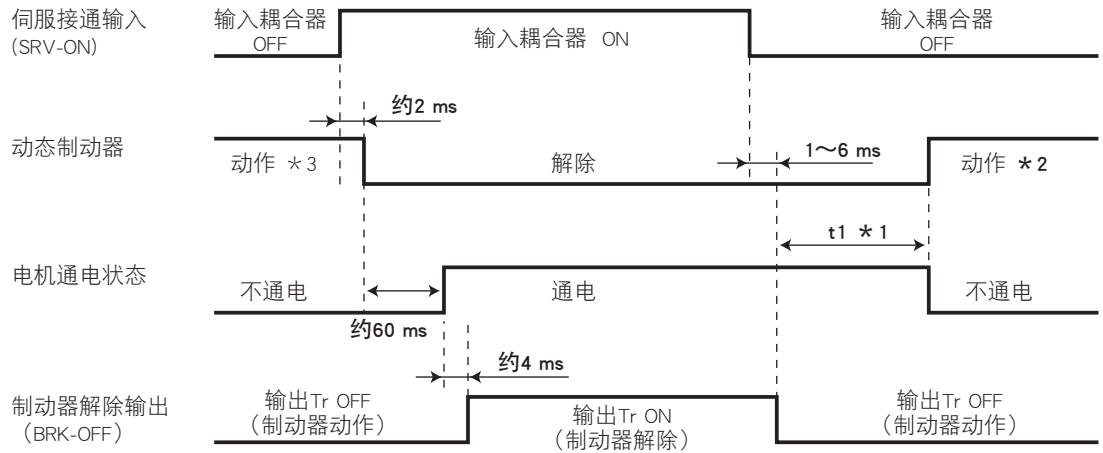 伺服接通输入
(SRV-ON)
输入耦合器
OFF
输入耦合器 ON
输入耦合器
OFF
约2 ms
动态制动器
动作 ＊3
解除
1～6 ms
动作 ＊2
t1 ＊1
电机通电状态
不通电
通电
不通电
约60 ms
约4 ms
制动器解除输出
（BRK-OFF）
输出Tr OFF
（制动器动作）
输出Tr ON
（制动器解除）
输出Tr OFF
（制动器动作）